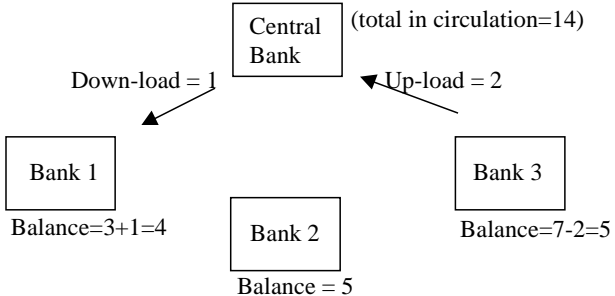 Central
Bank
(total in circulation=14)
Down-load = 1
Up-load = 2
Bank 1
Bank 3
Balance=3+1=4
Bank 2
Balance=7-2=5
Balance = 5